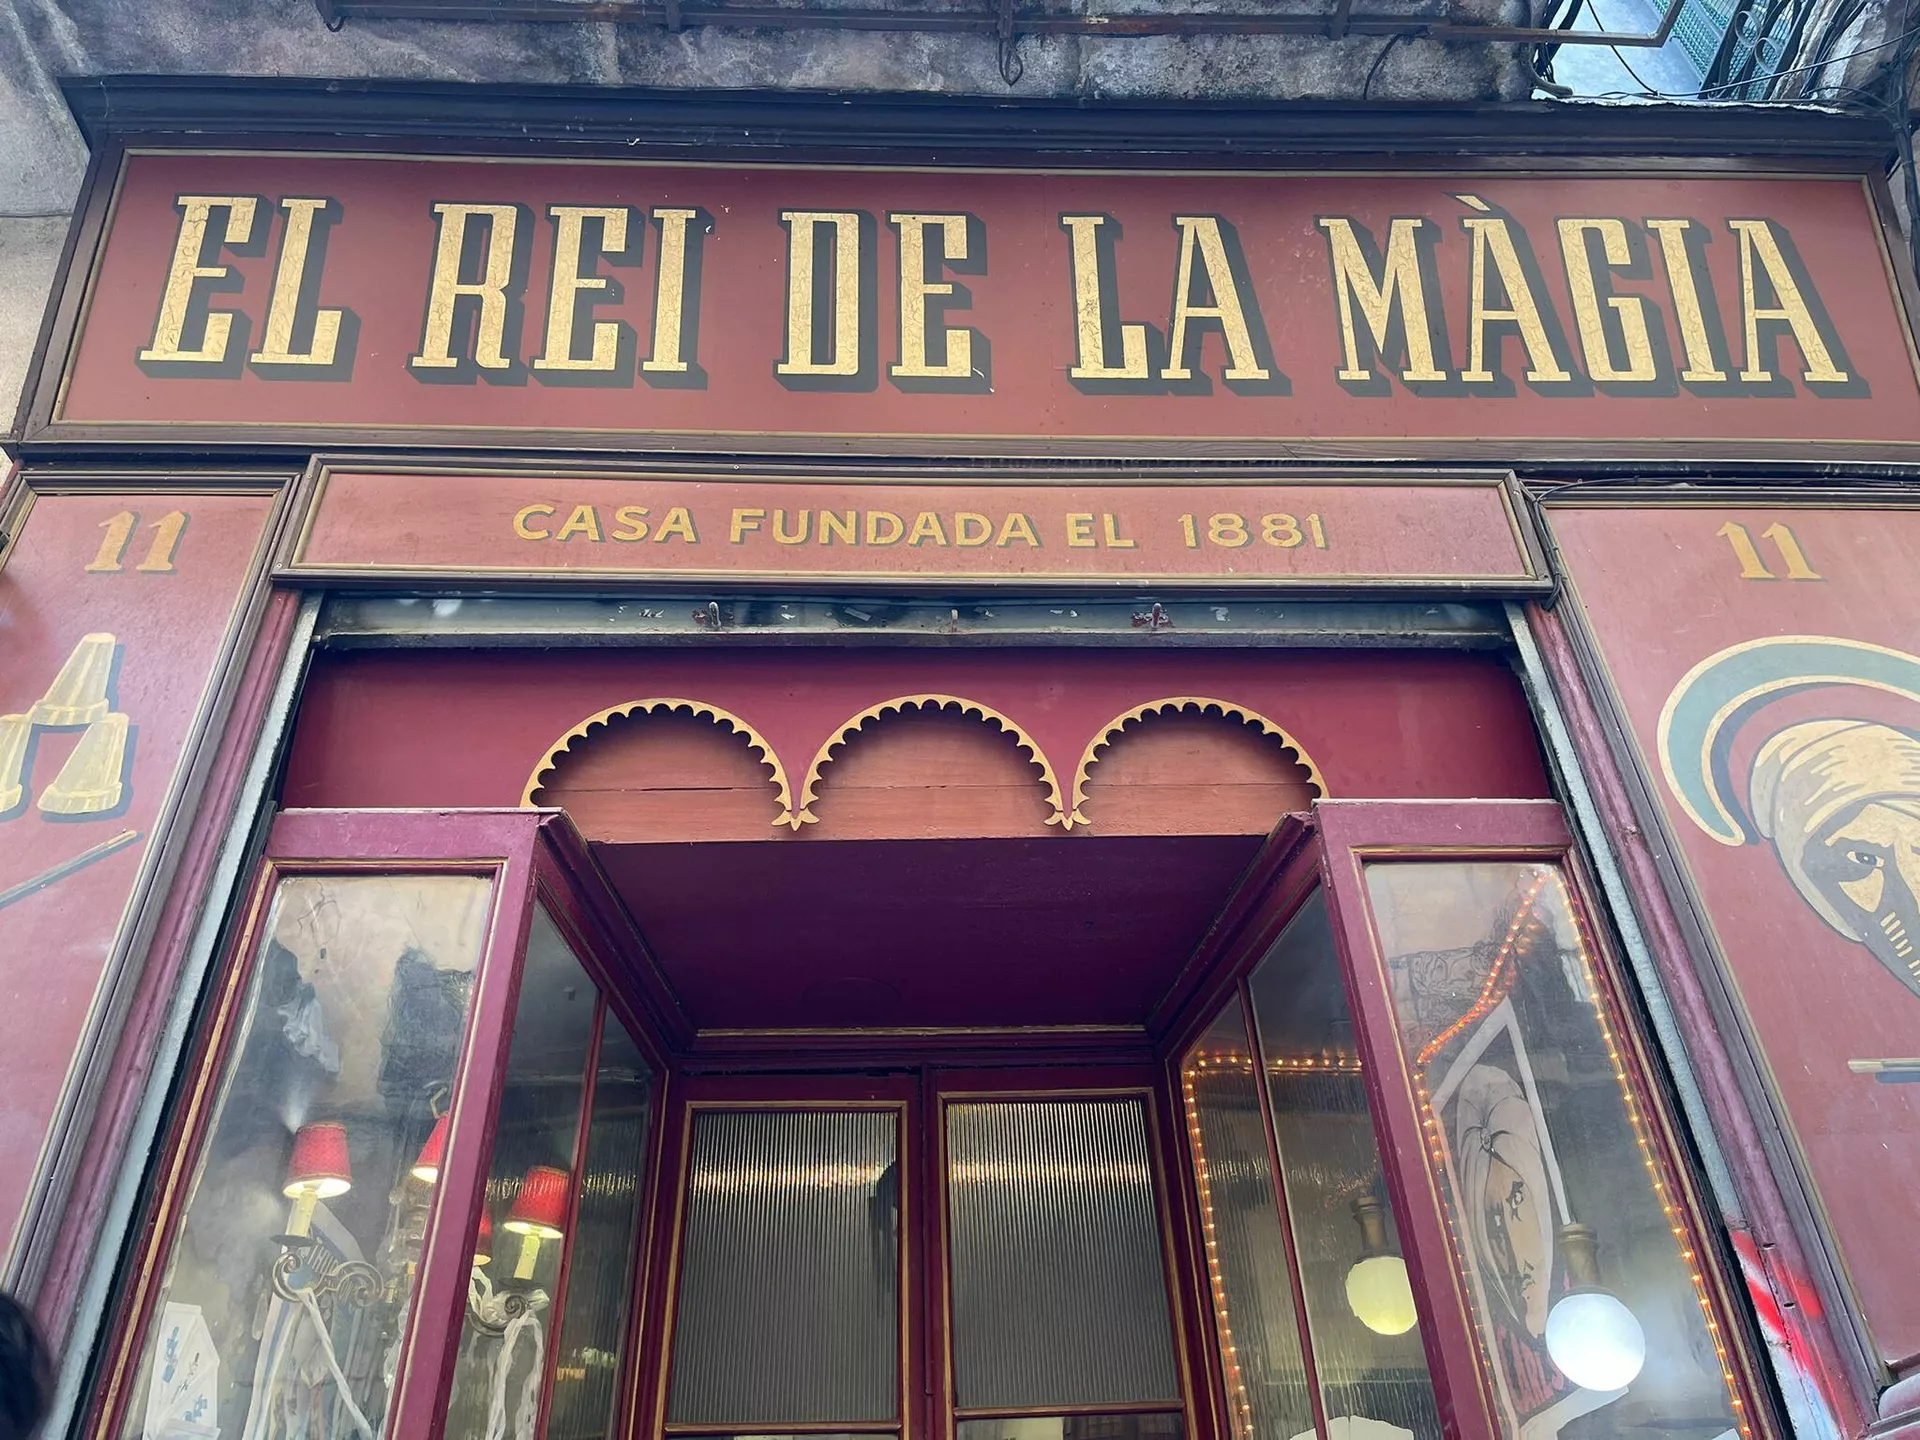 EL REI DE LA MÀGIA
CASA FUNDADA EL 1881
11
11